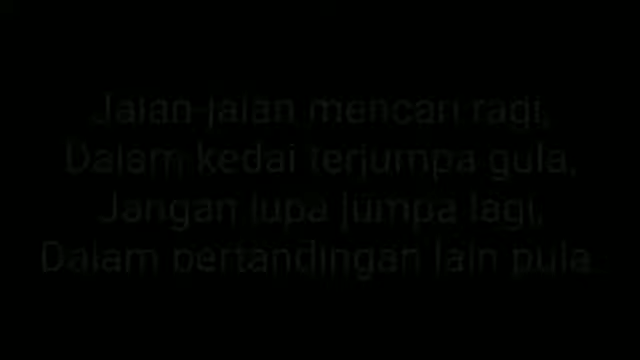 Jalan-jalan mencari ragi,
Dalam kedai terjumpa gula,
Jangan lupa jumpa lagi,
Dalam pertandingan lain pula.